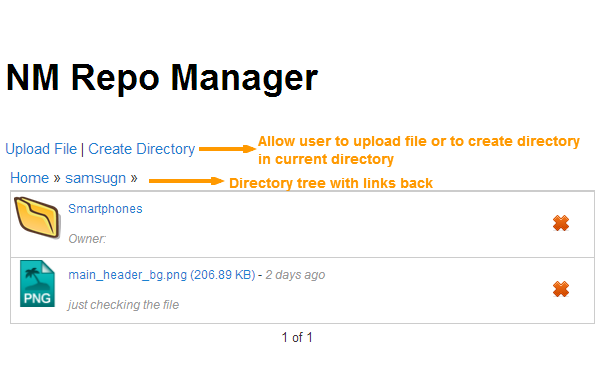 NM Repo Manager
Upload File | Create Directory
Allow user to upload file or to create directory
in current directory
Home » samsugn »
Directory tree with links back
Smartphones
Owner:
main_header_bg.png (206.89 KB) - 2 days ago
PNG
just checking the file
1 of 1